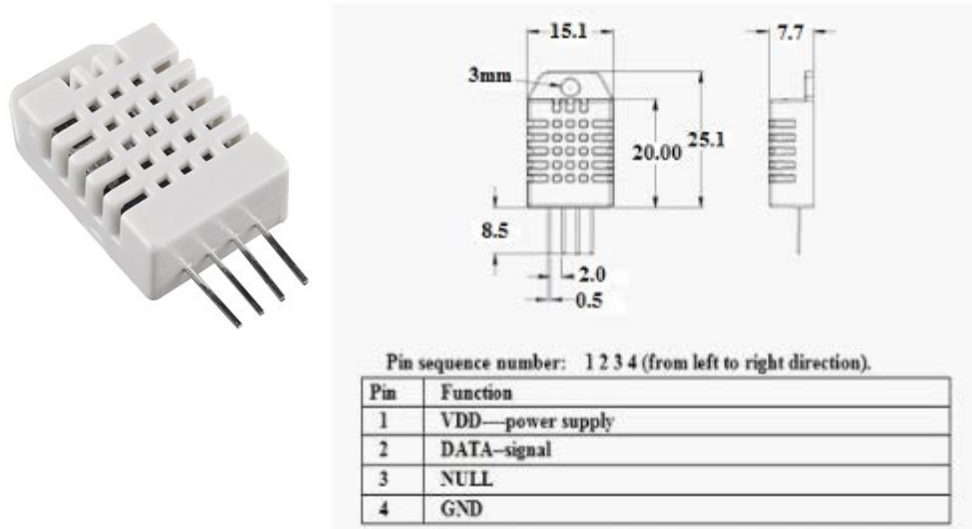 15.1
7.7
3mm
20.00
25.1
8.5
2.0
0.5
Pin sequence number: 1 2 3 4 (from left to right direction).
Pin Function
1 VDD----power supply
2 DATA--signal
3 NULL
4 GND